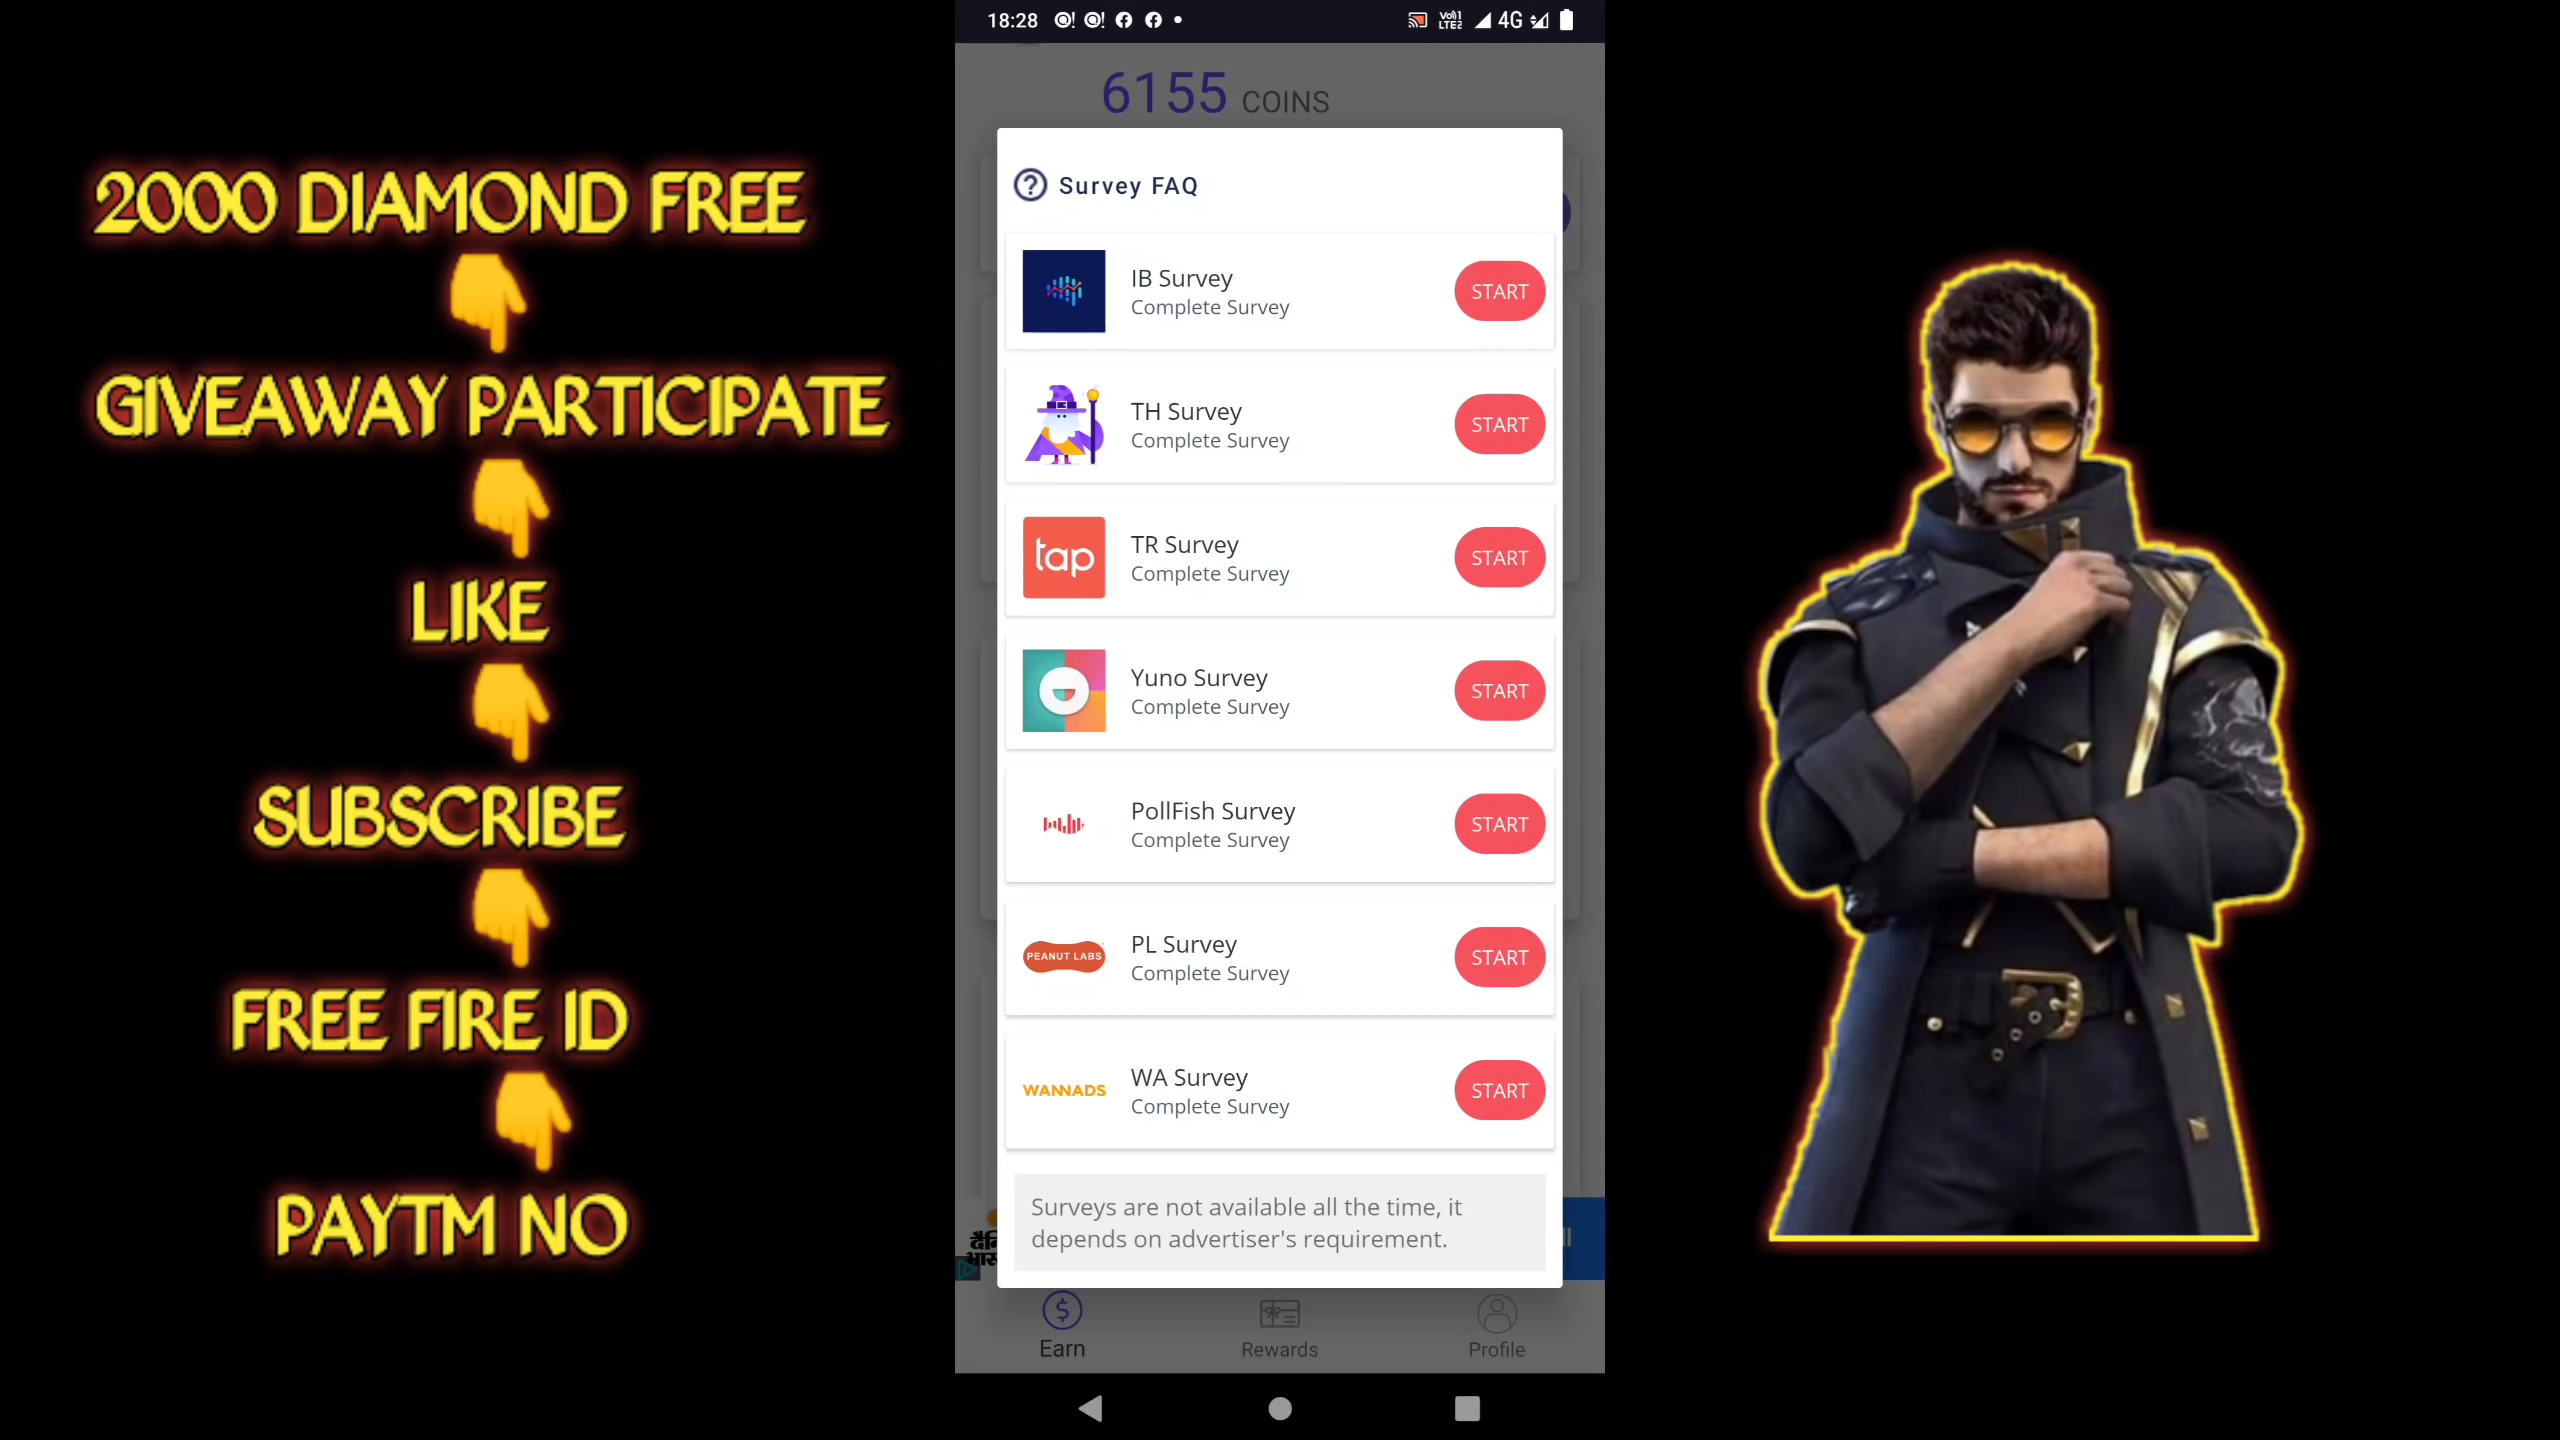 2000 DIAMOND FREE
GIVEAWAY PARTICIPATE
LIKE
SUBSCRIBE
FREE FIRE ID
PAYTM NO
18:28
4G
6155 COINS
Survey FAQ
IB Survey
Complete Survey
START
TH Survey
Complete Survey
START
tap
TR Survey
Complete Survey
START
Yuno Survey
Complete Survey
START
PollFish Survey
Complete Survey
START
PEANUT LABS
PL Survey
Complete Survey
START
WANNADS
WA Survey
Complete Survey
START
Surveys are not available all the time, it
depends on advertiser's requirement.
Earn
Rewards
Profile